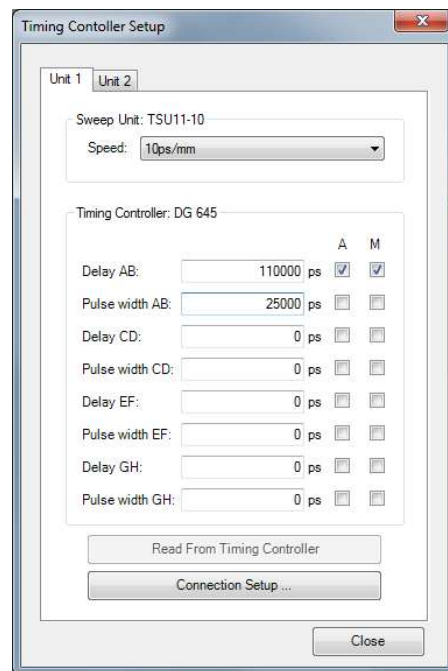 Timing Contoller Setup
Unit 1 Unit 2
Sweep Unit: TSU11-10
Speed: 10ps/mm
Timing Controller: DG 645
A M
Delay AB: 110000 ps
Pulse width AB: 25000 ps
Delay CD: 0 ps
Pulse width CD: 0 ps
Delay EF: 0 ps
Pulse width EF: 0 ps
Delay GH: 0 ps
Pulse width GH: 0 ps
Read From Timing Controller
Connection Setup ...
Close